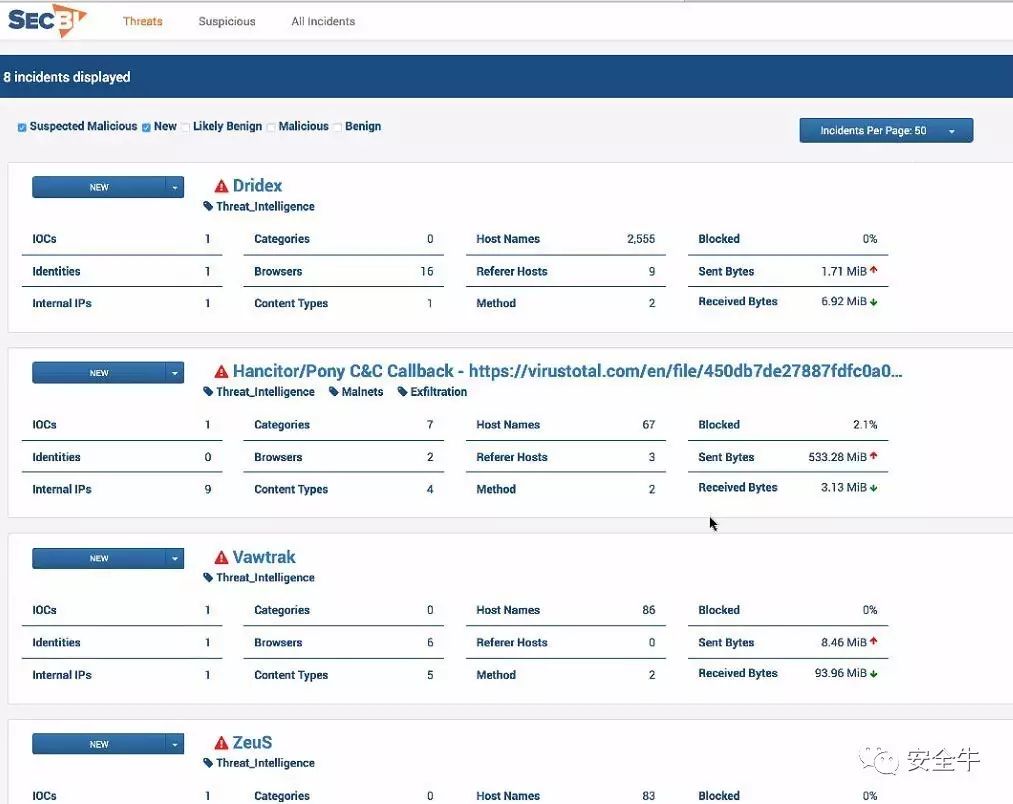 SECBI Threats Suspicious All Incidents
8 incidents displayed
Suspected Malicious New Likely Benign Malicious Benign
Incidents Per Page: 50
NEW Dridex
Threat_Intelligence
IOCs 1 Categories 0 Host Names 2,555 Blocked 0%
Identities 1 Browsers 16 Referer Hosts 9 Sent Bytes 1.71 MiB
Internal IPs 1 Content Types 1 Method 2 Received Bytes 6.92 MiB
NEW Hancitor/Pony C&C Callback - https://virustotal.com/en/file/450db7de27887fdfc0a0...
Threat_Intelligence Malnets Exfiltration
IOCs 1 Categories 7 Host Names 67 Blocked 2.1%
Identities 0 Browsers 2 Referer Hosts 3 Sent Bytes 533.28 MiB
Internal IPs 9 Content Types 4 Method 2 Received Bytes 3.13 MiB
NEW Vawtrak
Threat_Intelligence
IOCs 1 Categories 0 Host Names 86 Blocked 0%
Identities 1 Browsers 6 Referer Hosts 0 Sent Bytes 8.46 MiB
Internal IPs 1 Content Types 5 Method 2 Received Bytes 93.96 MiB
NEW ZeuS
Threat_Intelligence
IOCs 1 Categories 0 Host Names 83 Blocked 0%
安全牛